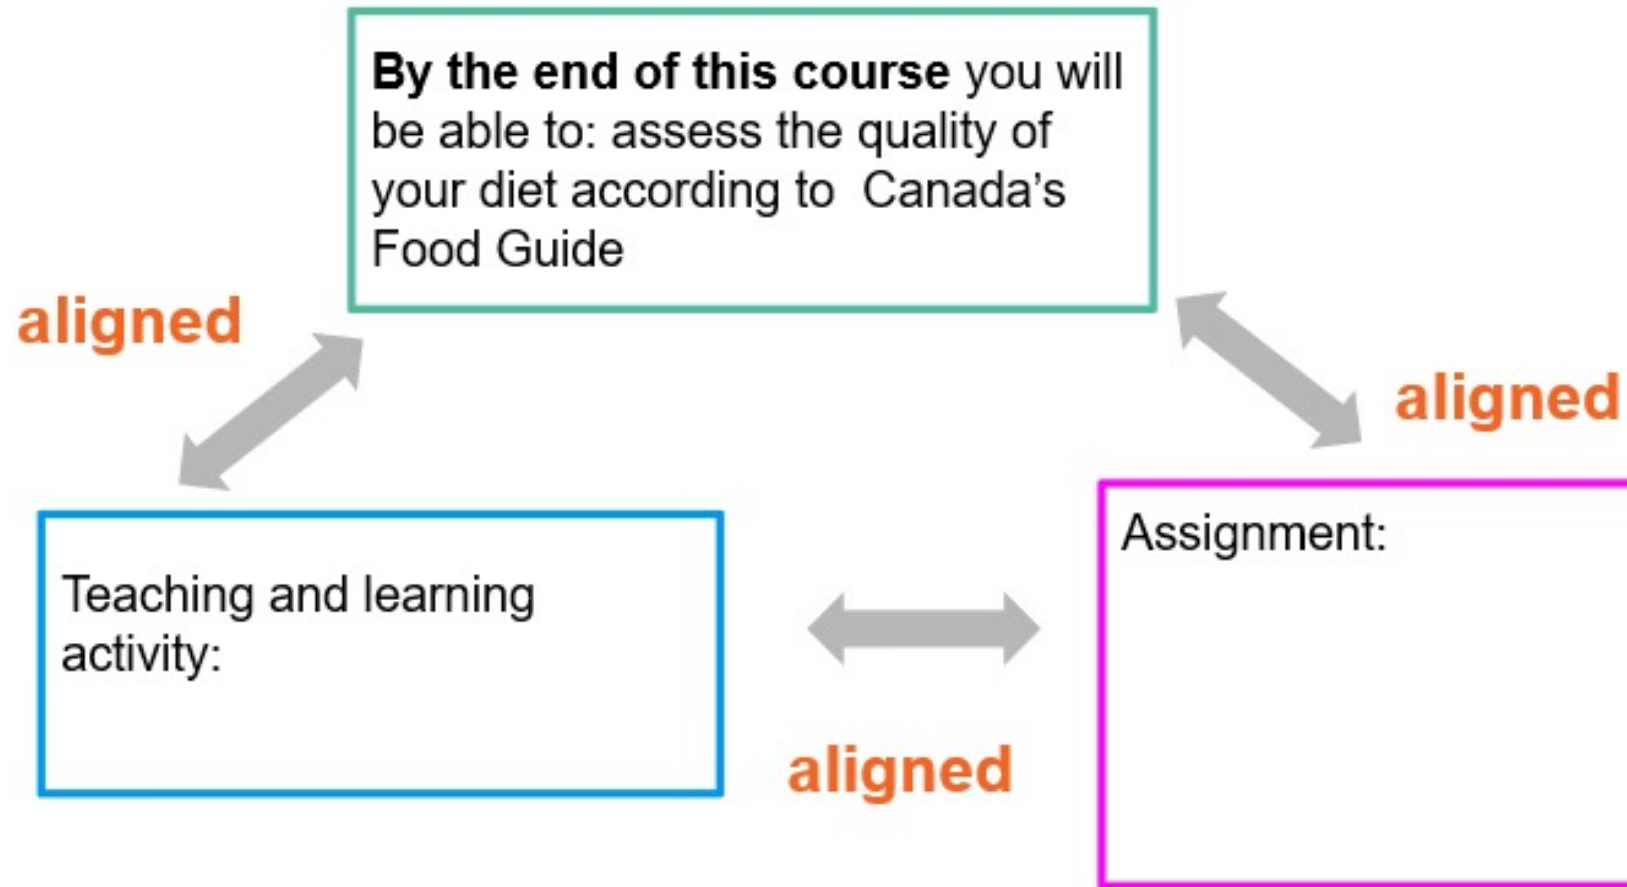 By the end of this course you will
be able to: assess the quality of
your diet according to  Canada's
Food Guide
aligned
aligned
Teaching and learning
activity:
Assignment:
aligned